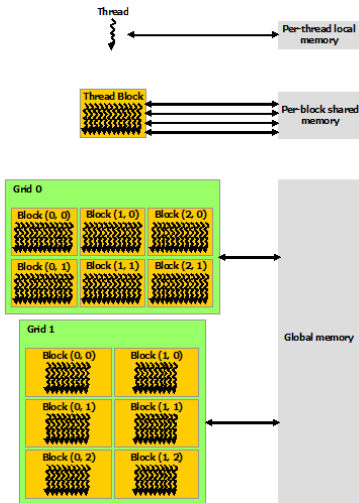 Thread
Per-thread local
memory
Thread Block
Per-block shared
memory
Grid 0
Block (0, 0) Block (1, 0) Block (2, 0)
Block (0, 1) Block (1, 1) Block (2, 1)
Grid 1
Global memory
Block (0, 0) Block (1, 0)
Block (0, 1) Block (1, 1)
Block (0, 2) Block (1, 2)